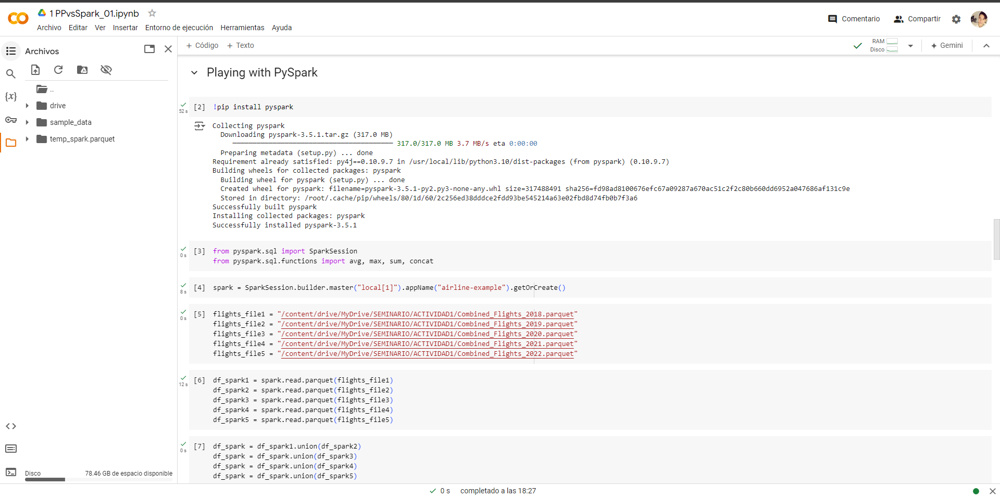 1 PPvsSpark_01.ipynb
Archivo Editar Ver Insertar Entorno de ejecución Herramientas Ayuda
Comentario Compartir
Archivos
..
drive
sample_data
temp_spark.parquet
Disco 78.46 GB de espacio disponible
+ Código + Texto
RAM
Disco
Gemini
Playing with PySpark
52 s
[2] !pip install pyspark
Collecting pyspark
Downloading pyspark-3.5.1.tar.gz (317.0 MB)
317.0/317.0 MB 3.7 MB/s eta 0:00:00
Preparing metadata (setup.py) ... done
Requirement already satisfied: py4j==0.10.9.7 in /usr/local/lib/python3.10/dist-packages (from pyspark) (0.10.9.7)
Building wheels for collected packages: pyspark
Building wheel for pyspark (setup.py) ... done
Created wheel for pyspark: filename=pyspark-3.5.1-py2.py3-none-any.whl size=317488491 sha256=fd98ad8100676efc67a09287a670ac51c2f2c80b660dd6952a047686af131c9e
Stored in directory: /root/.cache/pip/wheels/80/1d/60/2c256ed38dddce2fdd93be545214a63e02fbd8d74fb0b7f3a6
Successfully built pyspark
Installing collected packages: pyspark
Successfully installed pyspark-3.5.1
0 s
[3] from pyspark.sql import SparkSession
from pyspark.sql.functions import avg, max, sum, concat
8 s
[4] spark = SparkSession.builder.master("local[1]").appName("airline-example").getOrCreate()
0 s
[5] flights_file1 = "/content/drive/MyDrive/SEMINARIO/ACTIVIDAD1/Combined_Flights_2018.parquet"
flights_file2 = "/content/drive/MyDrive/SEMINARIO/ACTIVIDAD1/Combined_Flights_2019.parquet"
flights_file3 = "/content/drive/MyDrive/SEMINARIO/ACTIVIDAD1/Combined_Flights_2020.parquet"
flights_file4 = "/content/drive/MyDrive/SEMINARIO/ACTIVIDAD1/Combined_Flights_2021.parquet"
flights_file5 = "/content/drive/MyDrive/SEMINARIO/ACTIVIDAD1/Combined_Flights_2022.parquet"
12 s
[6] df_spark1 = spark.read.parquet(flights_file1)
df_spark2 = spark.read.parquet(flights_file2)
df_spark3 = spark.read.parquet(flights_file3)
df_spark4 = spark.read.parquet(flights_file4)
df_spark5 = spark.read.parquet(flights_file5)
0 s
[7] df_spark = df_spark1.union(df_spark2)
df_spark = df_spark.union(df_spark3)
df_spark = df_spark.union(df_spark4)
df_spark = df_spark.union(df_spark5)
0 s completado a las 18:27